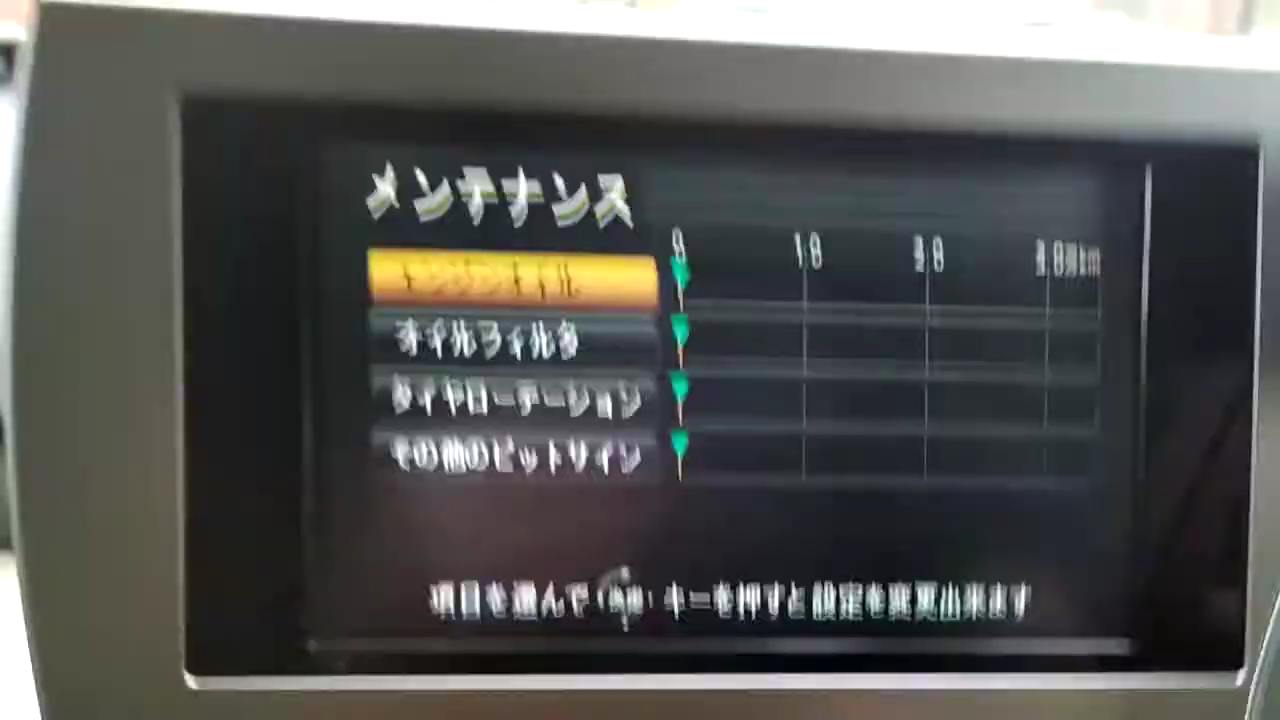 メンテナンス
0
エンジンオイル
オイルフィルタ
タイヤローテーション
その他のピットサイン
項目を選んで 決定 キーを押すと 設定を変更出来ます